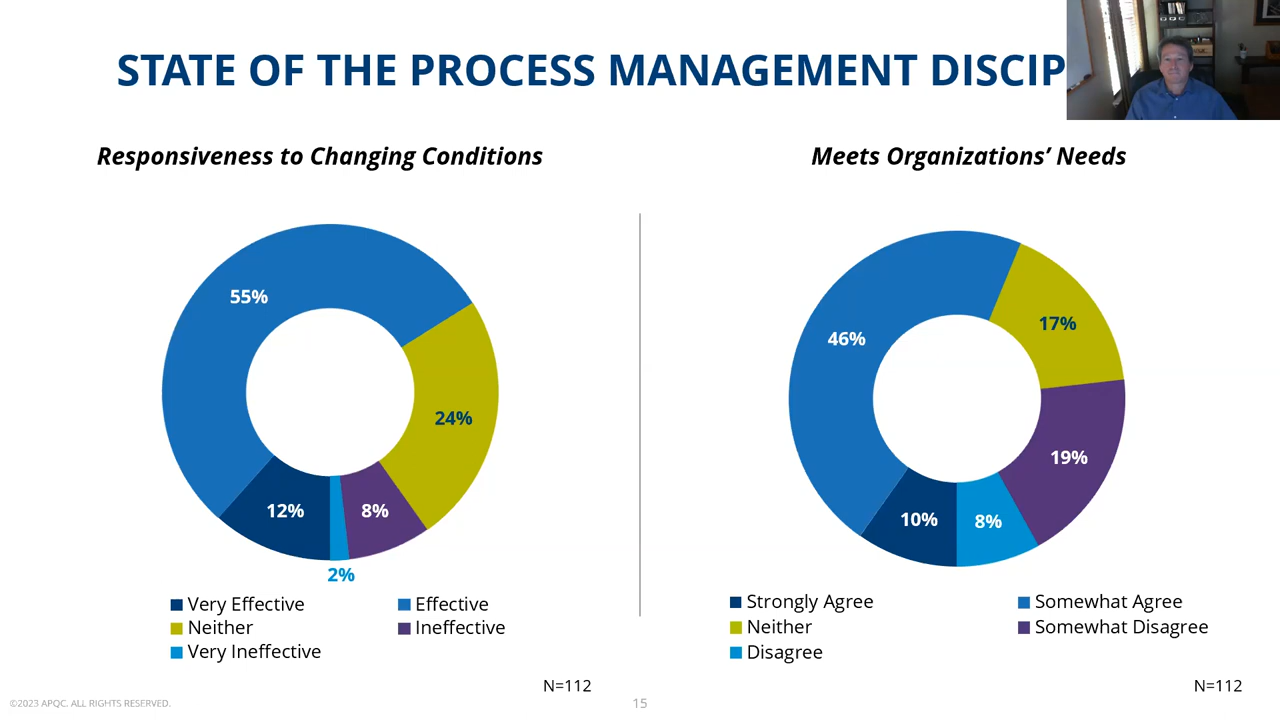 STATE OF THE PROCESS MANAGEMENT DISCIP
Responsiveness to Changing Conditions
55%
24%
12%
8%
2%
Very Effective
Effective
Neither
Ineffective
Very Ineffective
N=112
Meets Organizations’ Needs
46%
17%
19%
10%
8%
Strongly Agree
Somewhat Agree
Neither
Somewhat Disagree
Disagree
N=112
©2023 APQC. ALL RIGHTS RESERVED.
15